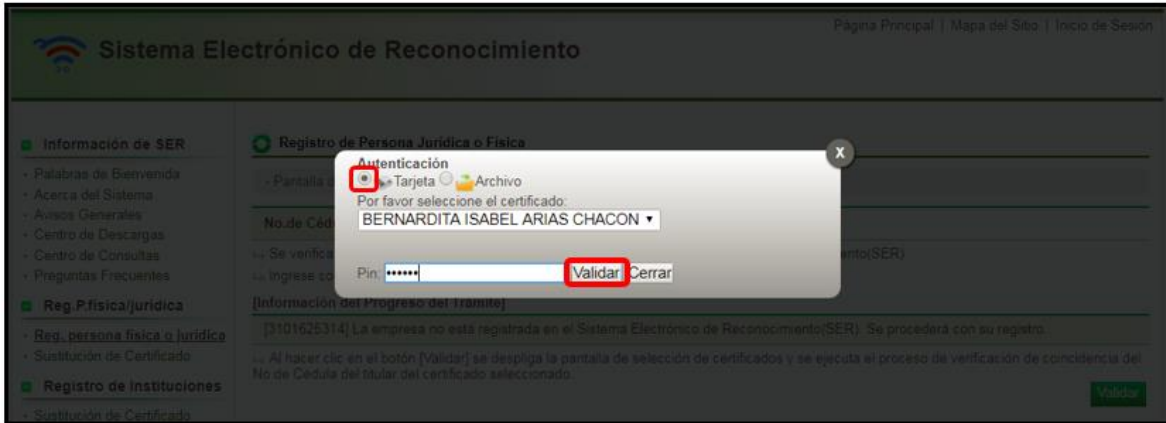 Página Principal | Mapa del Sitio | Inicio de Sesión
Sistema Electrónico de Reconocimiento
Información de SER
Palabras de Bienvenida
Acerca del Sistema
Avisos Generales
Centro de Descargas
Centro de Consultas
Preguntas Frecuentes
Reg.P.física/jurídica
Reg. persona física o jurídica
Sustitución de Certificado
Registro de Instituciones
Sustitución de Certificado
Registro de Persona Jurídica o Física
- Pantalla d
No.de Céd
Se verifica
ento(SER)
Ingrese co
Autenticación
Tarjeta Archivo
Por favor seleccione el certificado:
BERNARDITA ISABEL ARIAS CHACON
Pin: •••••• Validar Cerrar
X
[Información del Progreso del Trámite]
[3101626314] La empresa no está registrada en el Sistema Electrónico de Reconocimiento(SER). Se procederá con su registro.
Al hacer clic en el botón [Validar] se despliga la pantalla de selección de certificados y se ejecuta el proceso de verificación de coincidencia del
No.de Cédula del titular del certificado seleccionado.
Validar